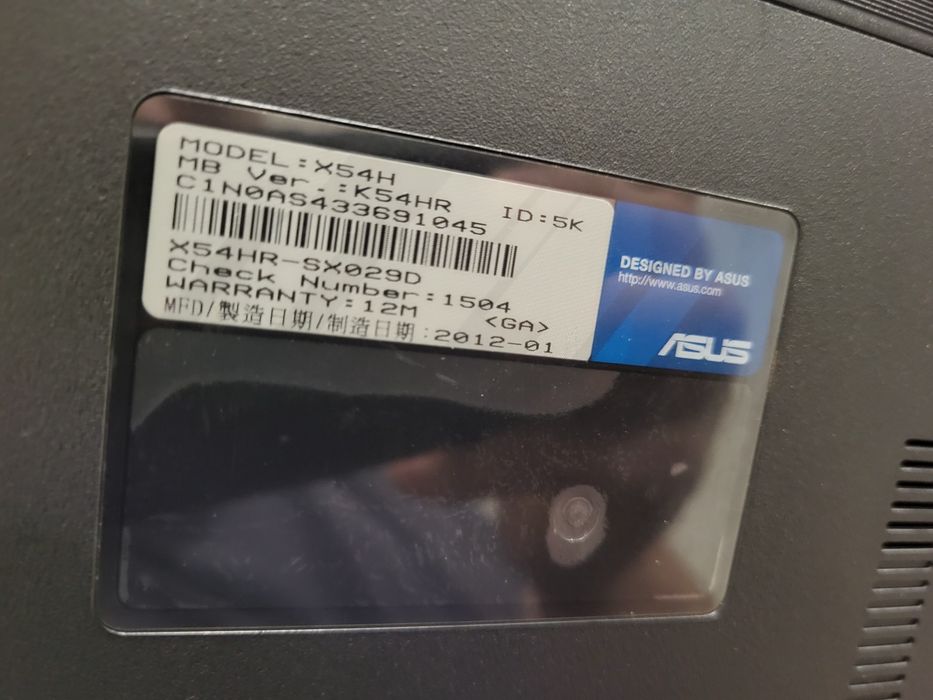 MODEL:X54H
MB Ver.:K54HR ID:5K
C1N0AS433691045
X54HR-SX029D
Check Number:1504
WARRANTY:12M <GA>
MFD/製造日期/制造日期:2012-01
DESIGNED BY ASUS
http://www.asus.com
ASUS